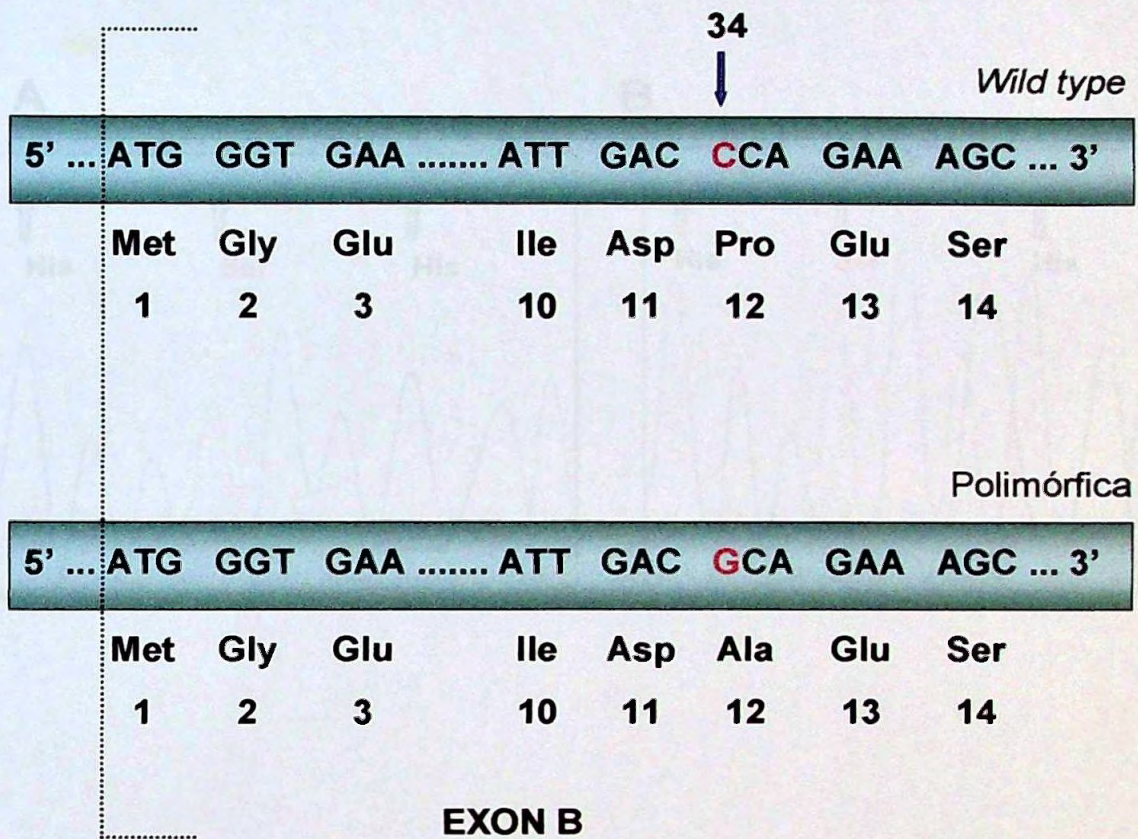 34
Wild type
5' ... ATG GGT GAA ....... ATT GAC CCA GAA AGC ... 3'
Met Gly Glu Ile Asp Pro Glu Ser
1 2 3 10 11 12 13 14
Polimórfica
5' ... ATG GGT GAA ....... ATT GAC GCA GAA AGC ... 3'
Met Gly Glu Ile Asp Ala Glu Ser
1 2 3 10 11 12 13 14
EXON B